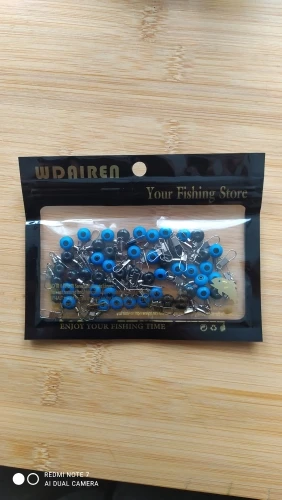 WDAIREN
Your Fishing Store
ENJOY YOUR FISHING TIME
REDMI NOTE 7
AI DUAL CAMERA